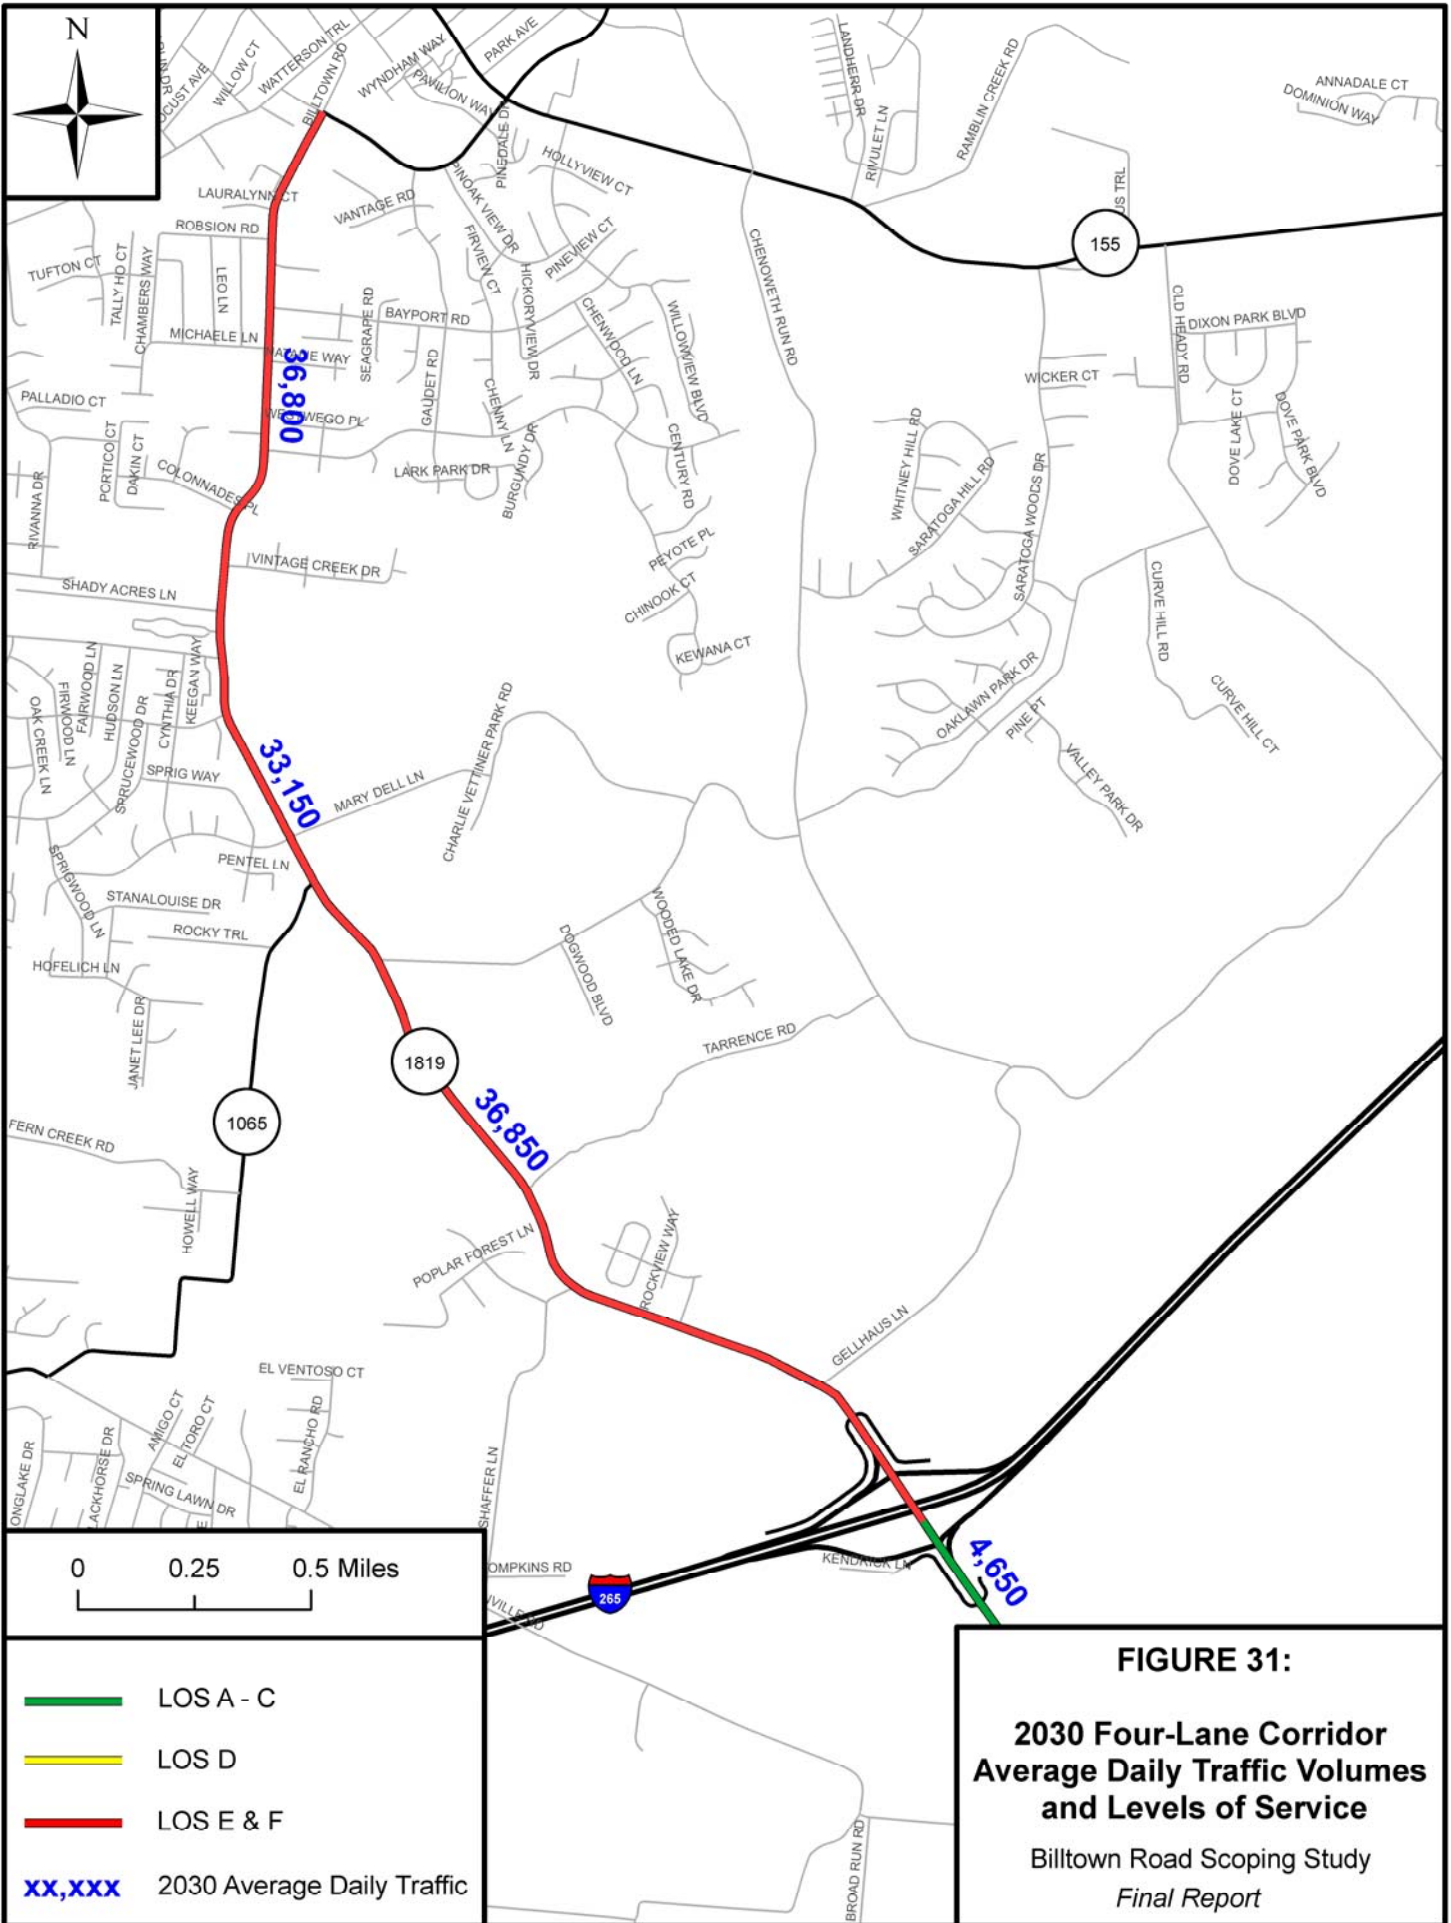 N
WILLOW CT
WATTERSON TRL
BILLTOWN RD
WYNDHAM WAY
PARK AVE
PAVILION WAY
PINEDALE DR
LANDHERR DR
RIVULET LN
RAMBLIN CREEK RD
ANNADALE CT
DOMINION WAY
HOLLYVIEW CT
LAURALYNN CT
VANTAGE RD
PINOAK VIEW DR
US TRL
155
ROBSION RD
FIRVIEW CT
PINEVIEW CT
CHENOWETH RUN RD
TUFTON CT
TALLY HO CT
CHAMBERS WAY
LEO LN
HICKORYVIEW DR
SEAGRAPE RD
BAYPORT RD
CHENWOOD LN
WILLOWVIEW BLVD
OLD HEADY RD
DIXON PARK BLVD
MICHAELE LN
NATALIE WAY
36,800
GAUDET RD
WICKER CT
PALLADIO CT
WESTWEGO PL
CHENNY LN
DOVE LAKE CT
DOVE PARK BLVD
PORTICO CT
DAKIN CT
COLONNADES PL
LARK PARK DR
BURGUNDY DR
CENTURY RD
WHITNEY HILL RD
SARATOGA HILL RD
SARATOGA WOODS DR
RIVANNA DR
VINTAGE CREEK DR
PEYOTE PL
SHADY ACRES LN
CHINOOK CT
CURVE HILL RD
KEWANA CT
FAIRWOOD LN
FIRWOOD LN
HUDSON LN
OAK CREEK LN
SPRUCEWOOD DR
CYNTHIA DR
KEEGAN WAY
OAKLAWN PARK DR
PINE PT
CURVE HILL CT
SPRIG WAY
33,150
MARY DELL LN
CHARLIE VETTINER PARK RD
VALLEY PARK DR
PENTEL LN
SPRIGWOOD LN
STANALOUISE DR
ROCKY TRL
WOODED LAKE DR
DOGWOOD BLVD
HOFELICH LN
JANET LEE DR
TARRENCE RD
1819
1065
36,850
FERN CREEK RD
HOWELL WAY
POPLAR FOREST LN
ROCKVIEW WAY
GELLHAUS LN
EL VENTOSO CT
AMIGO CT
EL TORO CT
EL RANCHO RD
ONGLAKE DR
LACKHORSE DR
SPRING LAWN DR
SHAFFER LN
E
OMPKINS RD
KENDRICK LN
265
4,650
VILLE RD
BROAD RUN RD
0 0.25 0.5 Miles
LOS A - C
LOS D
LOS E & F
xx,xxx 2030 Average Daily Traffic
FIGURE 31:
2030 Four-Lane Corridor
Average Daily Traffic Volumes
and Levels of Service
Billtown Road Scoping Study
Final Report